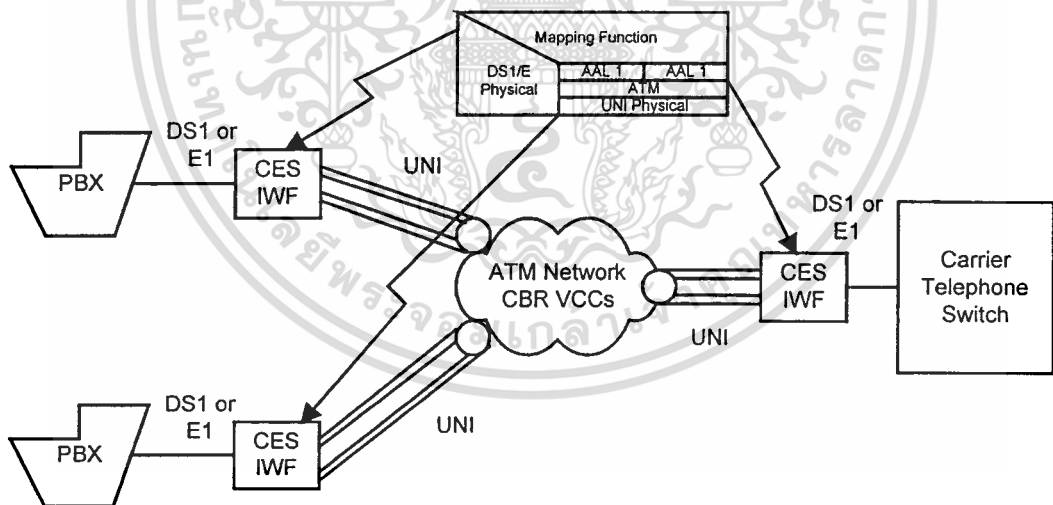 Mapping Function
DS1/E
Physical
AAL 1
AAL 1
ATM
UNI Physical
DS1 or
E1
PBX
CES
IWF
UNI
ATM Network
CBR VCCs
UNI
DS1 or
E1
CES
IWF
Carrier
Telephone
Switch
DS1 or
E1
PBX
CES
IWF
UNI